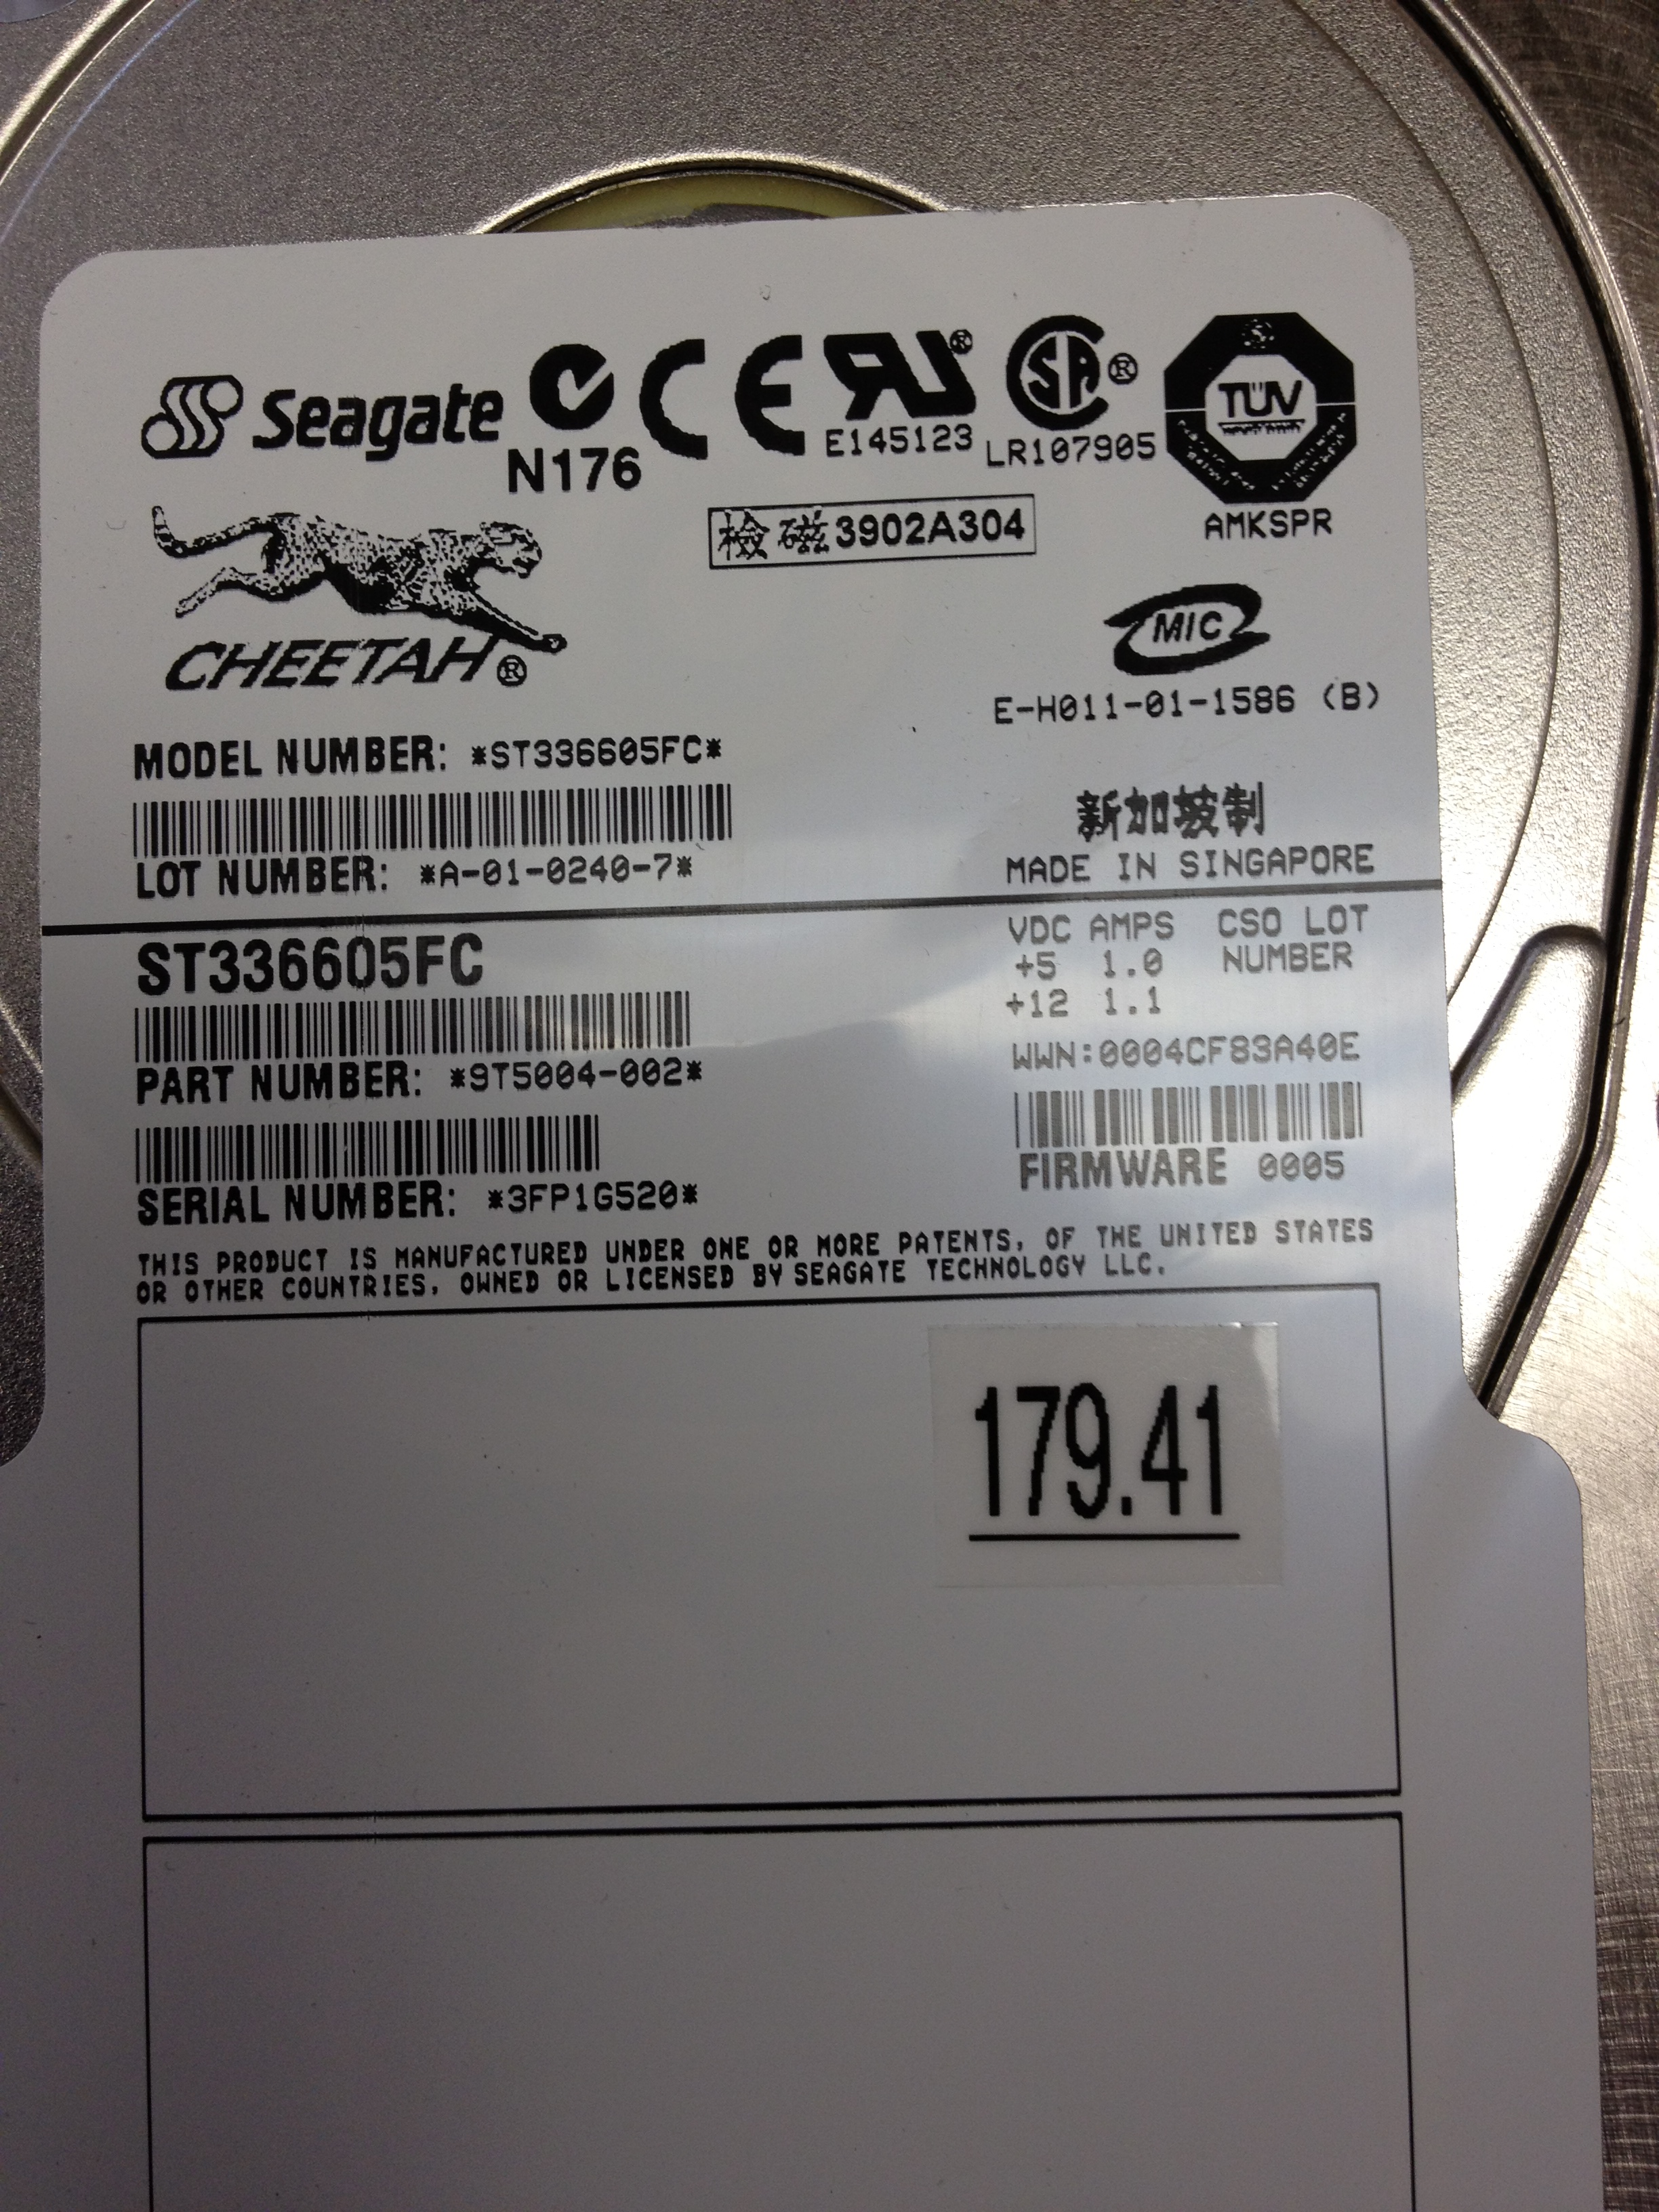 Seagate
N176
CE
E145123
LR107905
TÜV
AMKSPR
檢磁3902A304
CHEETAH®
MIC
E-H011-01-1586 (B)
MODEL NUMBER: *ST336605FC*
LOT NUMBER: *A-01-0240-7*
新加坡制
MADE IN SINGAPORE
ST336605FC
PART NUMBER: *9T5004-002*
SERIAL NUMBER: *3FP1G520*
VDC AMPS CSO LOT
+5 1.0 NUMBER
+12 1.1
WWN:0004CF83A40E
FIRMWARE 0005
THIS PRODUCT IS MANUFACTURED UNDER ONE OR MORE PATENTS, OF THE UNITED STATES
OR OTHER COUNTRIES, OWNED OR LICENSED BY SEAGATE TECHNOLOGY LLC.
179.41